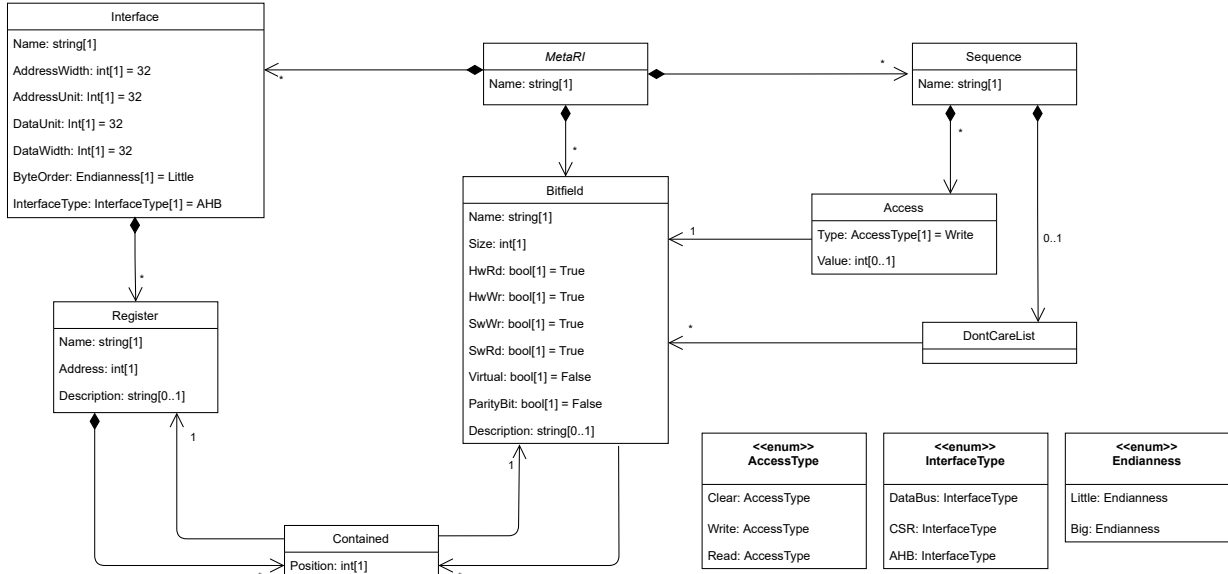 Interface
Name: string[1]
AddressWidth: int[1] = 32
AddressUnit: Int[1] = 32
DataUnit: Int[1] = 32
DataWidth: Int[1] = 32
ByteOrder: Endianness[1] = Little
InterfaceType: InterfaceType[1] = AHB
*
MetaRI
Name: string[1]
*
*
Sequence
Name: string[1]
*
0..1
*
Register
Name: string[1]
Address: int[1]
Description: string[0..1]
1
Bitfield
Name: string[1]
Size: int[1]
HwRd: bool[1] = True
HwWr: bool[1] = True
SwWr: bool[1] = True
SwRd: bool[1] = True
Virtual: bool[1] = False
ParityBit: bool[1] = False
Description: string[0..1]
1
1
*
Access
Type: AccessType[1] = Write
Value: int[0..1]
DontCareList
Contained
Position: int[1]
<<enum>>
AccessType
Clear: AccessType
Write: AccessType
Read: AccessType
<<enum>>
InterfaceType
DataBus: InterfaceType
CSR: InterfaceType
AHB: InterfaceType
<<enum>>
Endianness
Little: Endianness
Big: Endianness